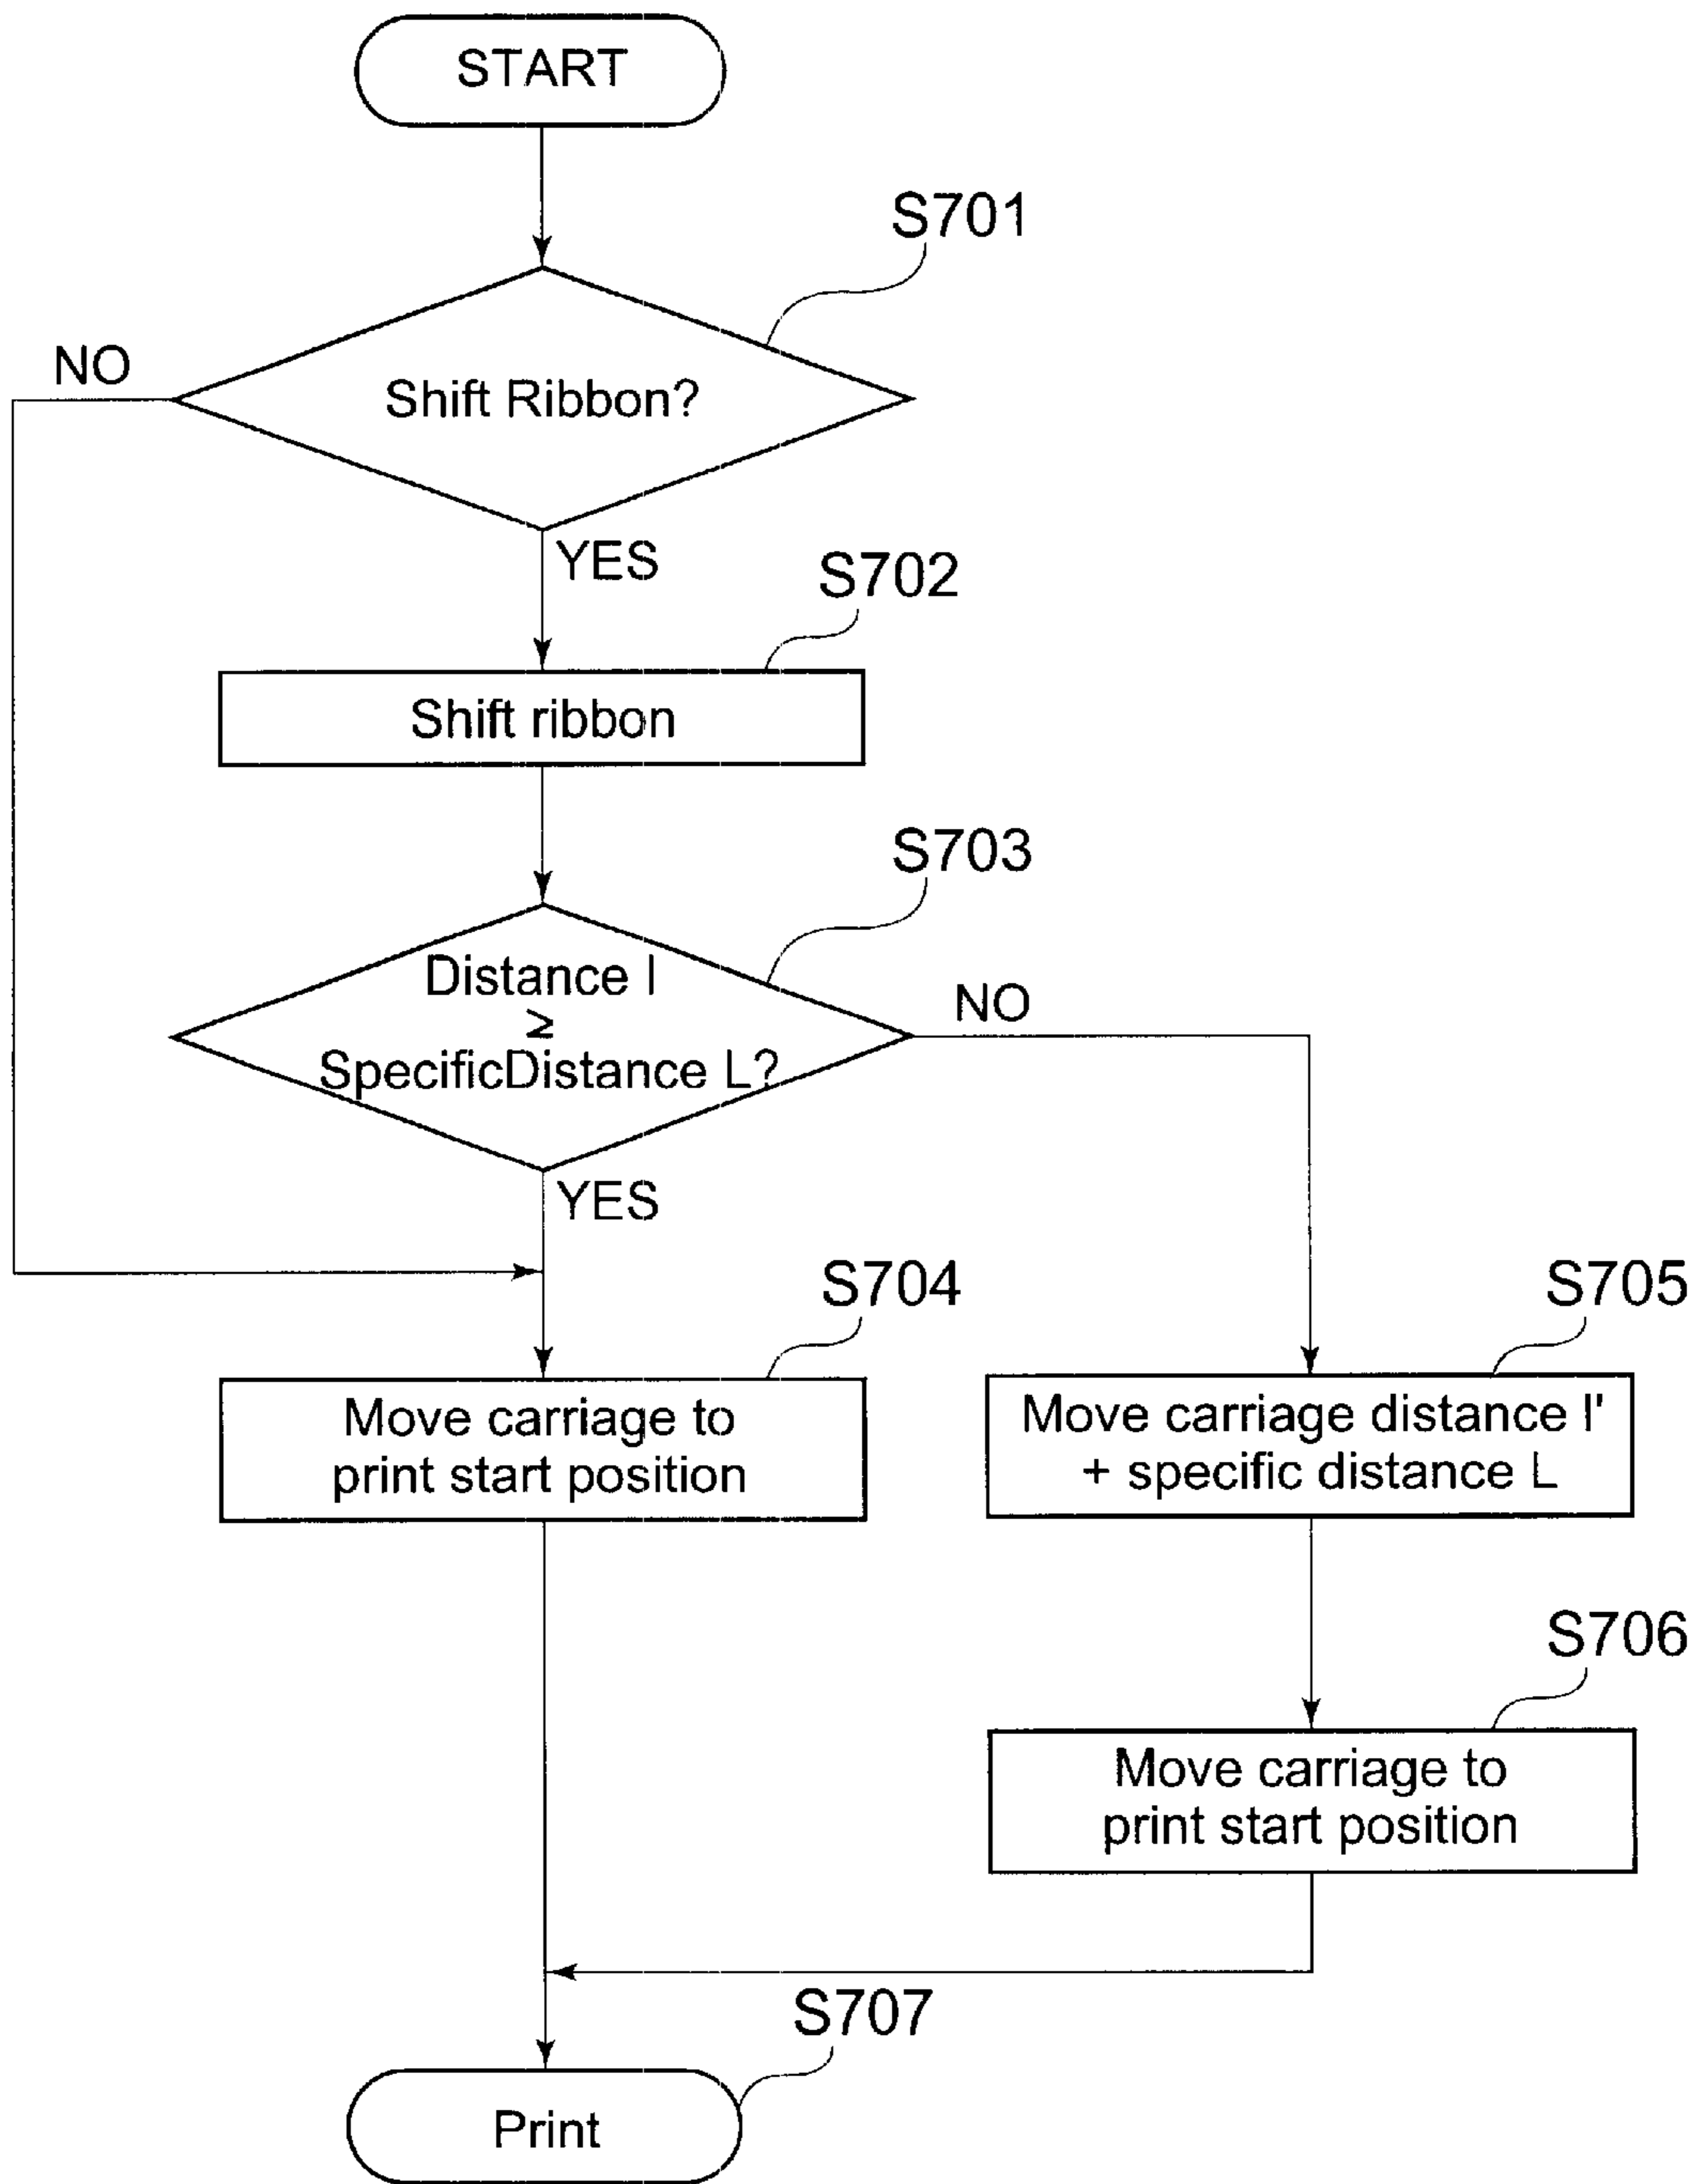 START
S701
NO
Shift Ribbon?
YES
S702
Shift ribbon
S703
Distance l
≥
SpecificDistance L?
NO
YES
S704
Move carriage to
print start position
S705
Move carriage distance l'
+ specific distance L
S706
Move carriage to
print start position
S707
Print